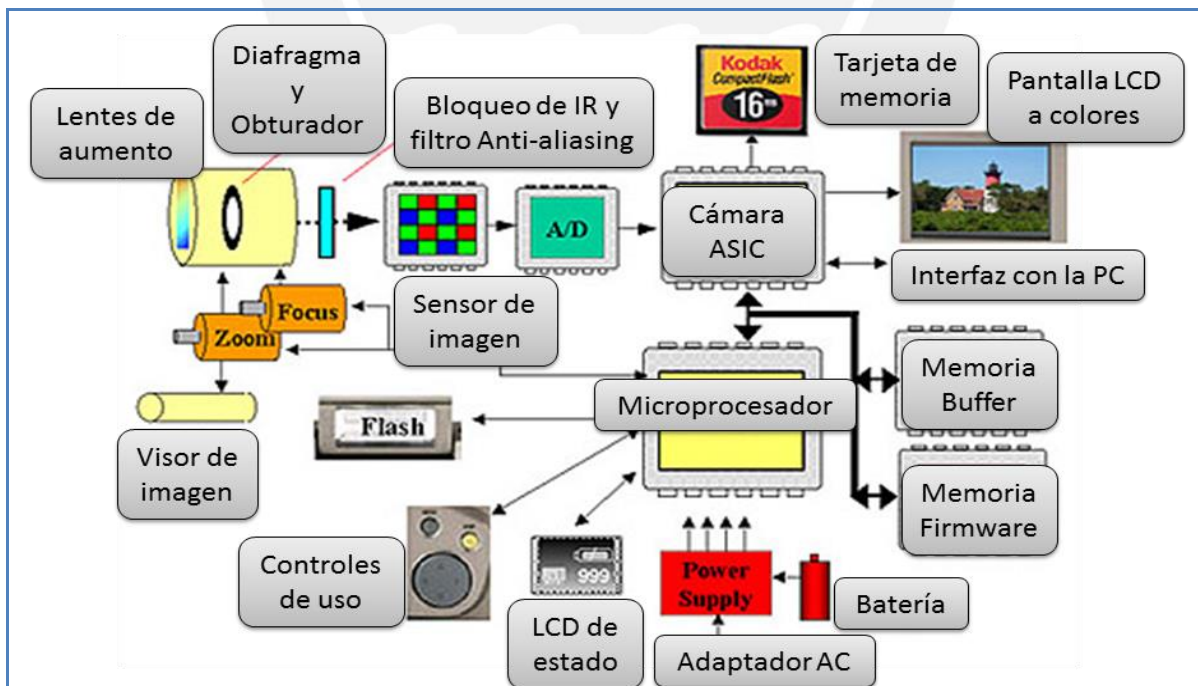 Diafragma
y
Obturador
Lentes de
aumento
Bloqueo de IR y
filtro Anti-aliasing
Kodak
CompactFlash
16
Tarjeta de
memoria
Pantalla LCD
a colores
A/D
Cámara
ASIC
Interfaz con la PC
Focus
Zoom
Sensor de
imagen
Microprocesador
Memoria
Buffer
Flash
Visor de
imagen
Memoria
Firmware
Controles
de uso
999
LCD de
estado
Power
Supply
Batería
Adaptador AC